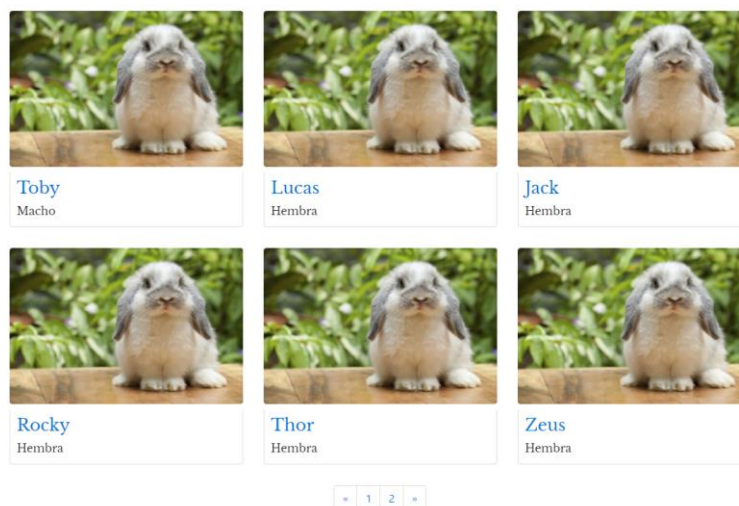 Toby
Macho
Lucas
Hembra
Jack
Hembra
Rocky
Hembra
Thor
Hembra
Zeus
Hembra
« 1 2 »